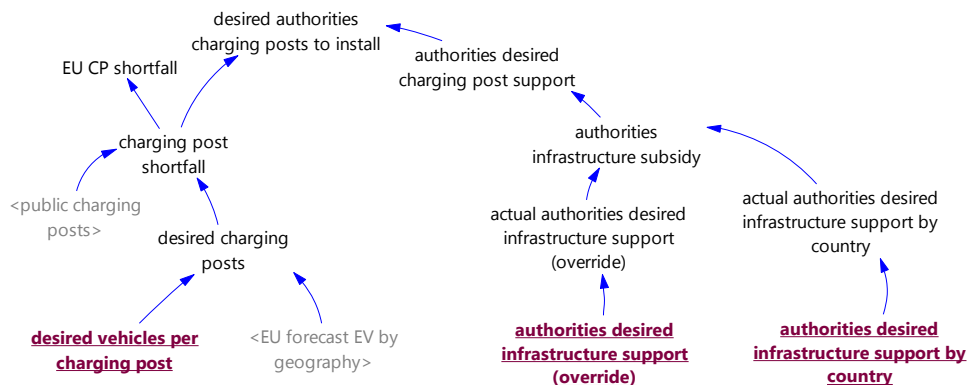 desired authorities
charging posts to install
authorities desired
charging post support
EU CP shortfall
charging post
shortfall
authorities
infrastructure subsidy
<public charging
posts>
actual authorities desired
infrastructure support
(override)
actual authorities desired
infrastructure support by
country
desired charging
posts
desired vehicles per
charging post
<EU forecast EV by
geography>
authorities desired
infrastructure support
(override)
authorities desired
infrastructure support by
country